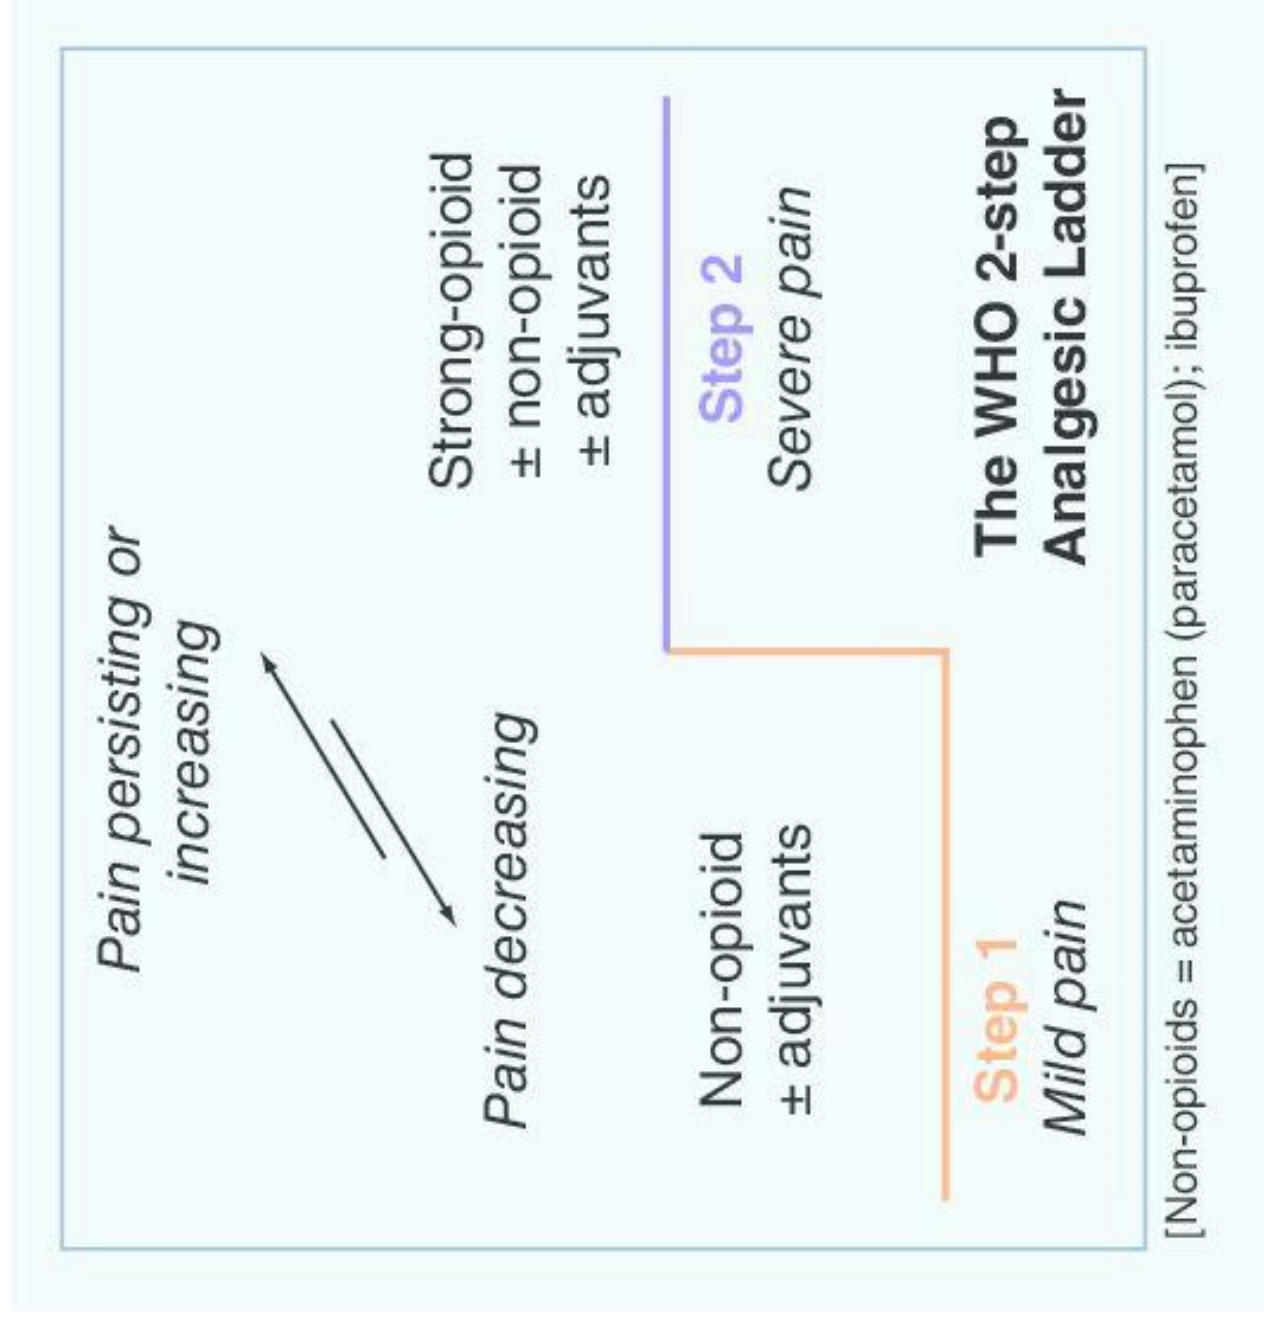 Pain persisting or
increasing
Pain decreasing
Strong-opioid
± non-opioid
± adjuvants
Non-opioid
± adjuvants
Step 2
Severe pain
Step 1
Mild pain
The WHO 2-step
Analgesic Ladder
[Non-opioids = acetaminophen (paracetamol); ibuprofen]